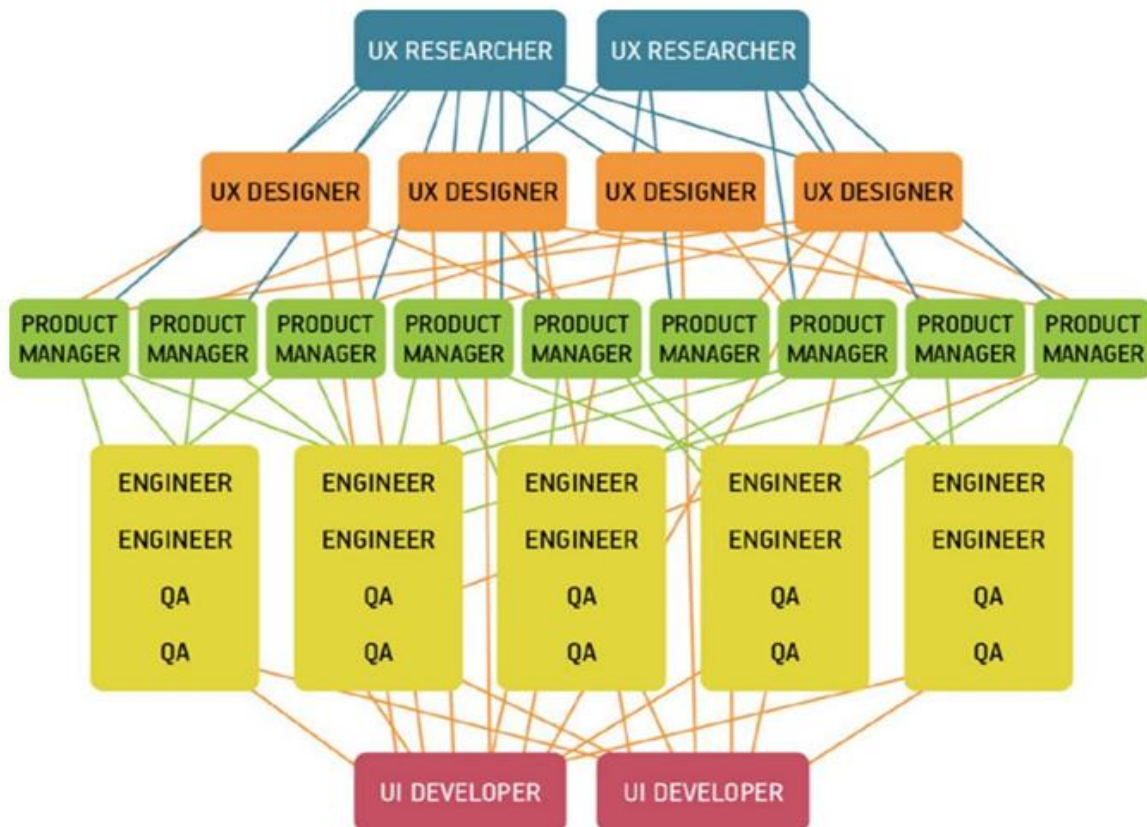 UX RESEARCHER UX RESEARCHER
UX DESIGNER UX DESIGNER UX DESIGNER UX DESIGNER
PRODUCT PRODUCT PRODUCT PRODUCT PRODUCT PRODUCT PRODUCT PRODUCT PRODUCT
MANAGER MANAGER MANAGER MANAGER MANAGER MANAGER MANAGER MANAGER MANAGER
ENGINEER ENGINEER ENGINEER ENGINEER ENGINEER
ENGINEER ENGINEER ENGINEER ENGINEER ENGINEER
QA QA QA QA QA
QA QA QA QA QA
UI DEVELOPER UI DEVELOPER